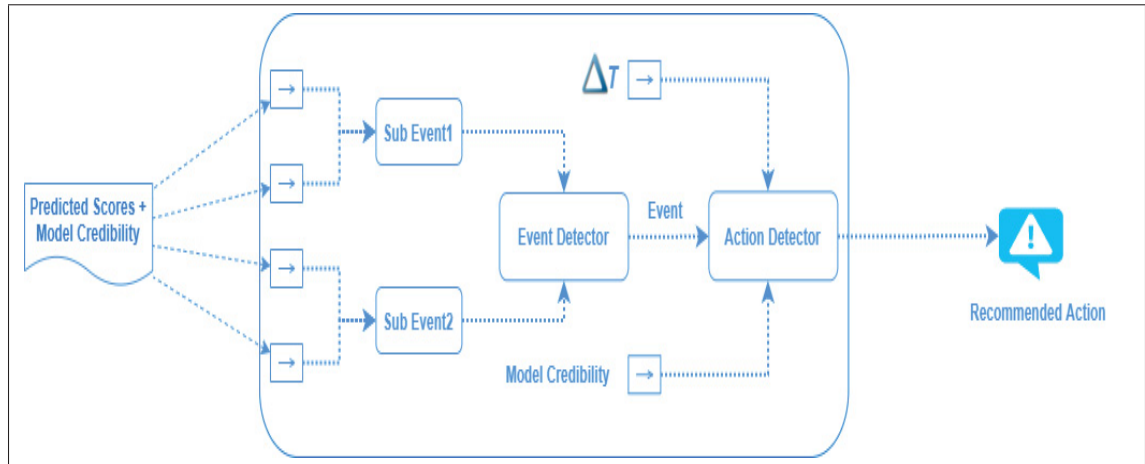 ΔT
→
→
Sub Event1
→
Predicted Scores +
Model Credibility
Event Detector
Event
Action Detector
→
Sub Event2
→
Model Credibility
→
Recommended Action